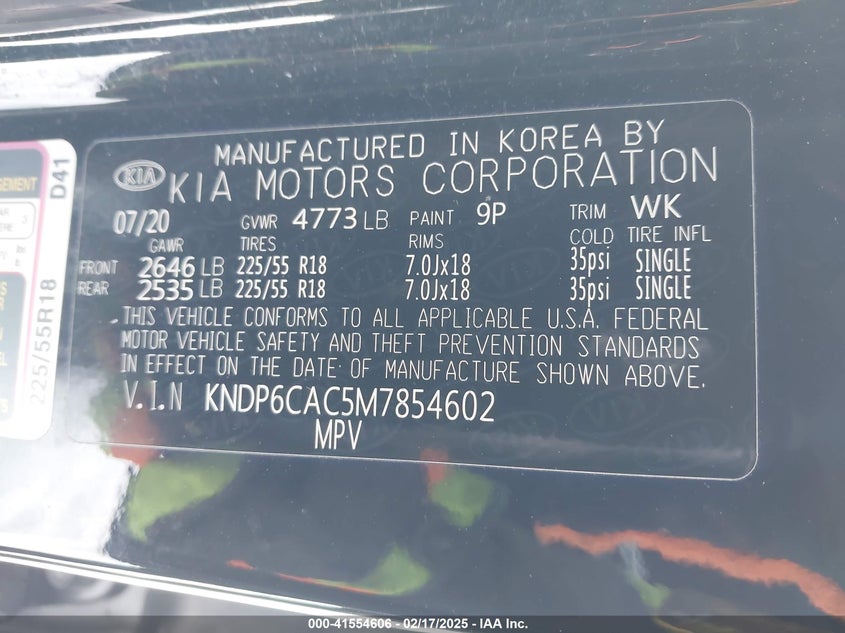 MANUFACTURED IN KOREA BY
KIA KIA MOTORS CORPORATION
07/20 GVWR 4773 LB PAINT 9P TRIM WK
GAWR TIRES RIMS COLD TIRE INFL
FRONT 2646 LB 225/55 R18 7.0Jx18 35psi SINGLE
REAR 2535 LB 225/55 R18 7.0Jx18 35psi SINGLE
THIS VEHICLE CONFORMS TO ALL APPLICABLE U.S.A. FEDERAL
MOTOR VEHICLE SAFETY AND THEFT PREVENTION STANDARDS
IN EFFECT ON THE DATE OF MANUFACTURE SHOWN ABOVE.
V.I.N KNDP6CAC5M7854602
MPV
D41
225/55R18
000-41554606 - 02/17/2025 - IAA Inc.